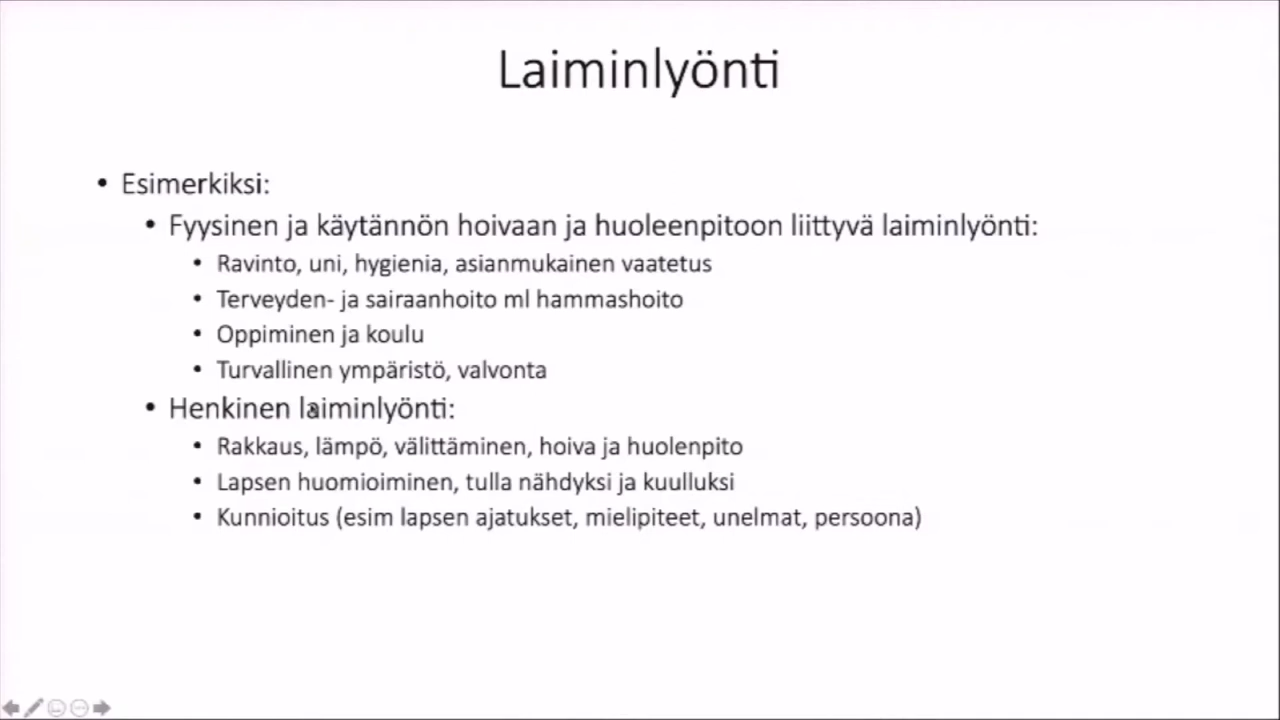 Laiminlyönti
• Esimerkiksi:
• Fyysinen ja käytännön hoivaan ja huoleenpitoon liittyvä laiminlyönti:
• Ravinto, uni, hygienia, asianmukainen vaatetus
• Terveyden- ja sairaanhoito ml hammashoito
• Oppiminen ja koulu
• Turvallinen ympäristö, valvonta
• Henkinen laiminlyönti:
• Rakkaus, lämpö, välittäminen, hoiva ja huolenpito
• Lapsen huomioiminen, tulla nähdyksi ja kuulluksi
• Kunnioitus (esim lapsen ajatukset, mielipiteet, unelmat, persoona)